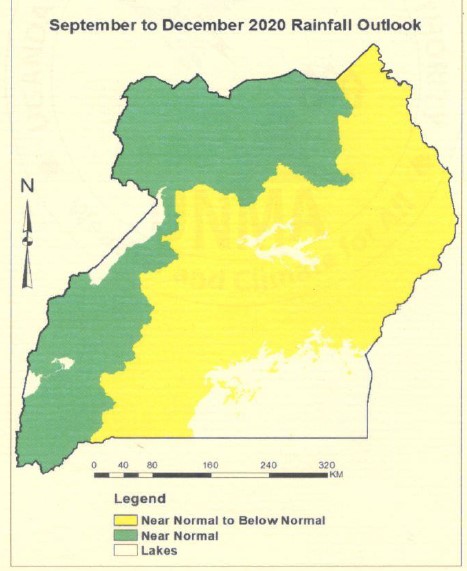 September to December 2020 Rainfall Outlook
N
UNMA
0 40 80 160 240 320
KM
Legend
Near Normal to Below Normal
Near Normal
Lakes